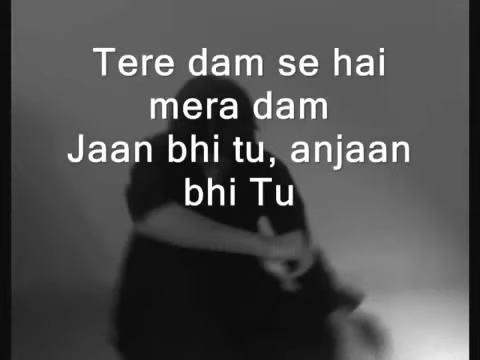 Tere dam se hai
mera dam
Jaan bhi tu, anjaan
bhi Tu